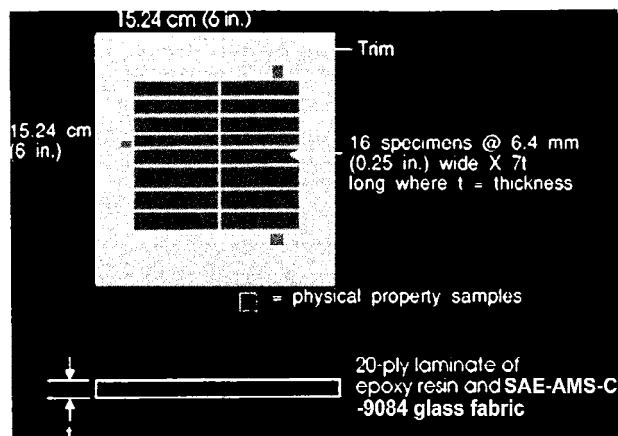 15.24 cm (6 in.)
Trim
15.24 cm
(6 in.)
16 specimens @ 6.4 mm
(0.25 in.) wide X 7t
long where t = thickness
= physical property samples
20-ply laminate of
epoxy resin and SAE-AMS-C
-9084 glass fabric
t